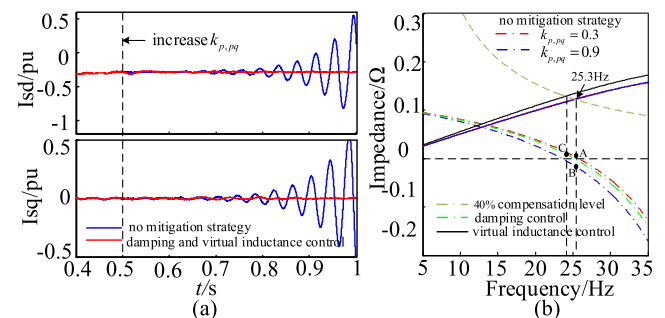 (a)
Isd/pu
0.5
0
-0.5
-1
increase k_{p,pq}
Isq/pu
0.5
0
-0.5
no mitigation strategy
damping and virtual inductance control
0.4 0.5 0.6 0.7 0.8 0.9 1
t/s
(a)
no mitigation strategy
k_{p,pq} = 0.3
k_{p,pq} = 0.9
25.3Hz
Impedance/Ω
0.3
0.2
0.1
0
-0.1
-0.2
C
A
B
40% compensation level
damping control
virtual inductance control
5 10 15 20 25 30 35
Frequency/Hz
(b)